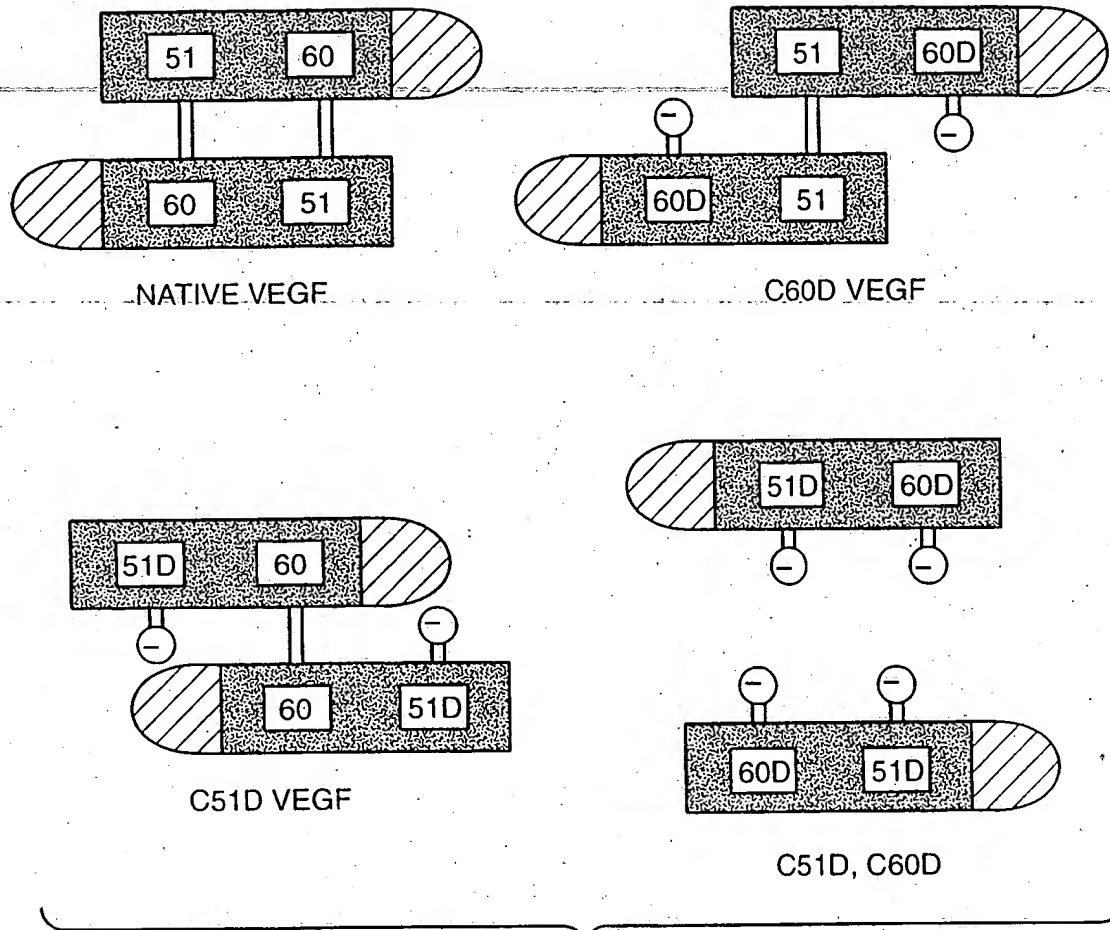 51 60
60 51
NATIVE VEGF
51 60D
−
−
60D 51
C60D VEGF
51D 60
−
−
60 51D
C51D VEGF
51D 60D
− −
− −
60D 51D
C51D, C60D